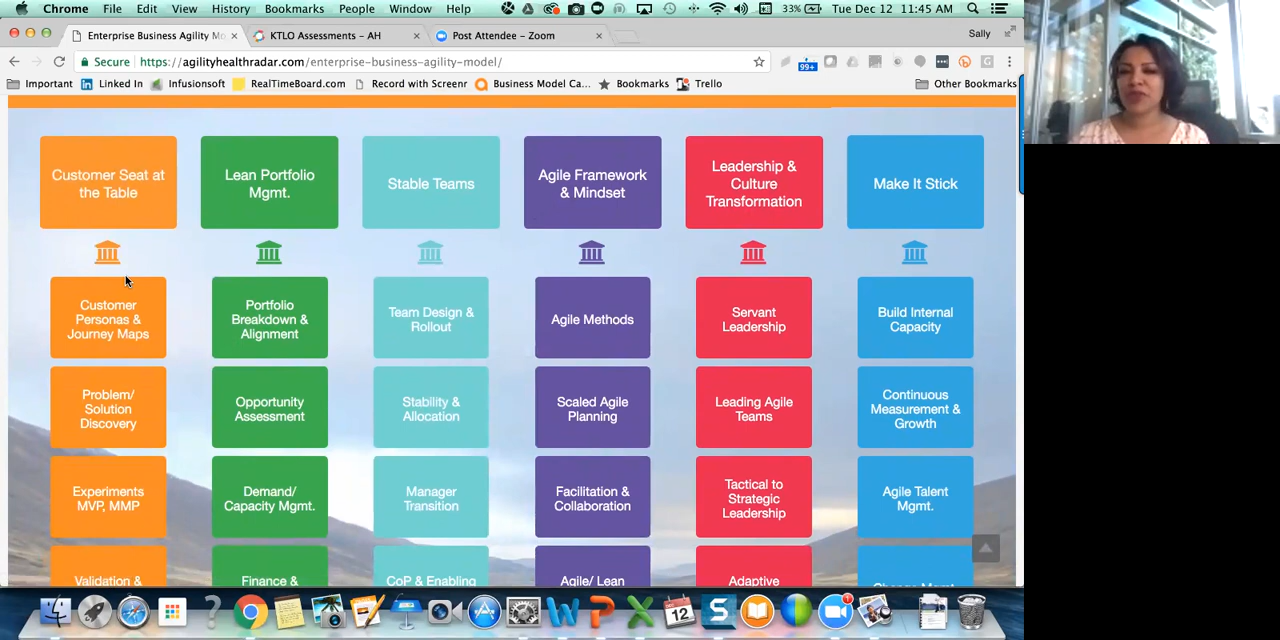 Chrome File Edit View History Bookmarks People Window Help 33% Tue Dec 12 11:45 AM
Enterprise Business Agility Mo
KTLO Assessments - AH
Post Attendee - Zoom
Sally
Secure
https://agilityhealthradar.com/enterprise-business-agility-model/
99+
Important
Linked In
Infusionsoft
RealTimeBoard.com
Record with Screenr
Business Model Ca...
Bookmarks
Trello
Other Bookmarks
Customer Seat at
the Table
Lean Portfolio
Mgmt.
Stable Teams
Agile Framework
& Mindset
Leadership &
Culture
Transformation
Make It Stick
Customer
Personas &
Journey Maps
Portfolio
Breakdown &
Alignment
Team Design &
Rollout
Agile Methods
Servant
Leadership
Build Internal
Capacity
Problem/
Solution
Discovery
Opportunity
Assessment
Stability &
Allocation
Scaled Agile
Planning
Leading Agile
Teams
Continuous
Measurement &
Growth
Experiments
MVP, MMP
Demand/
Capacity Mgmt.
Manager
Transition
Facilitation &
Collaboration
Tactical to
Strategic
Leadership
Agile Talent
Mgmt.
Validation &
Finance &
CoP & Enabling
Agile/ Lean
Adaptive
Change Mgmt.